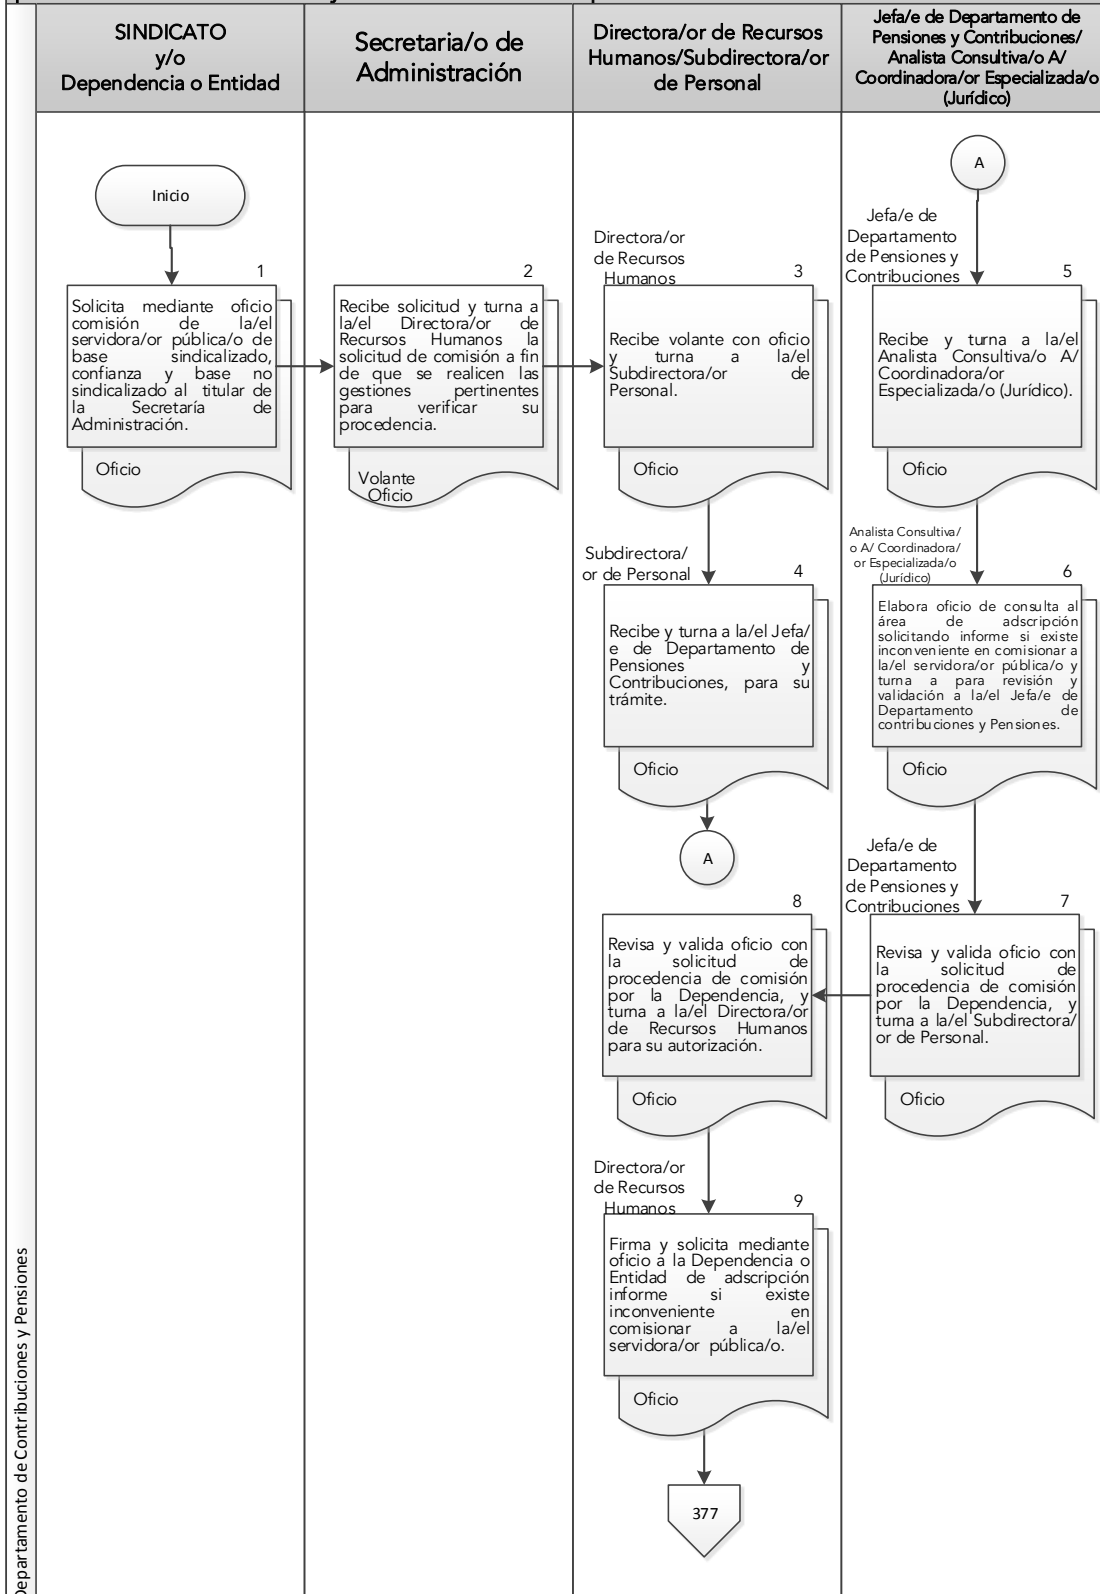 SINDICATO
y/o
Dependencia o Entidad
Secretaria/o de
Administración
Directora/or de Recursos
Humanos/Subdirectora/or
de Personal
Jefa/e de Departamento de
Pensiones y Contribuciones/
Analista Consultiva/o A/
Coordinadora/or Especializada/o
(Jurídico)
Inicio
1
Solicita mediante oficio
comisión de la/el
servidora/or pública/o de
base sindicalizado,
confianza y base no
sindicalizado al titular de
la Secretaría de
Administración.
Oficio
2
Recibe solicitud y turna a
la/el Directora/or de
Recursos Humanos la
solicitud de comisión a fin
de que se realicen las
gestiones pertinentes
para verificar su
procedencia.
Volante
Oficio
Directora/or
de Recursos
Humanos
3
Recibe volante con oficio
y turna a la/el
Subdirectora/or de
Personal.
Oficio
Subdirectora/
or de Personal
4
Recibe y turna a la/el Jefa/
e de Departamento de
Pensiones y
Contribuciones, para su
trámite.
Oficio
A
A
Jefa/e de
Departamento
de Pensiones y
Contribuciones
5
Recibe y turna a la/el
Analista Consultiva/o A/
Coordinadora/or
Especializada/o (Jurídico).
Oficio
Analista Consultiva/
o A/ Coordinadora/
or Especializada/o
(Jurídico)
6
Elabora oficio de consulta al
área de adscripción
solicitando informe si existe
inconveniente en comisionar a
la/el servidora/or pública/o y
turna a para revisión y
validación a la/el Jefa/e de
Departamento de
contribuciones y Pensiones.
Oficio
Jefa/e de
Departamento
de Pensiones y
Contribuciones
7
Revisa y valida oficio con
la solicitud de
procedencia de comisión
por la Dependencia, y
turna a la/el Subdirectora/
or de Personal.
Oficio
8
Revisa y valida oficio con
la solicitud de
procedencia de comisión
por la Dependencia, y
turna a la/el Directora/or
de Recursos Humanos
para su autorización.
Oficio
Directora/or
de Recursos
Humanos
9
Firma y solicita mediante
oficio a la Dependencia o
Entidad de adscripción
informe si existe
inconveniente en
comisionar a la/el
servidora/or pública/o.
Oficio
377
Departamento de Contribuciones y Pensiones